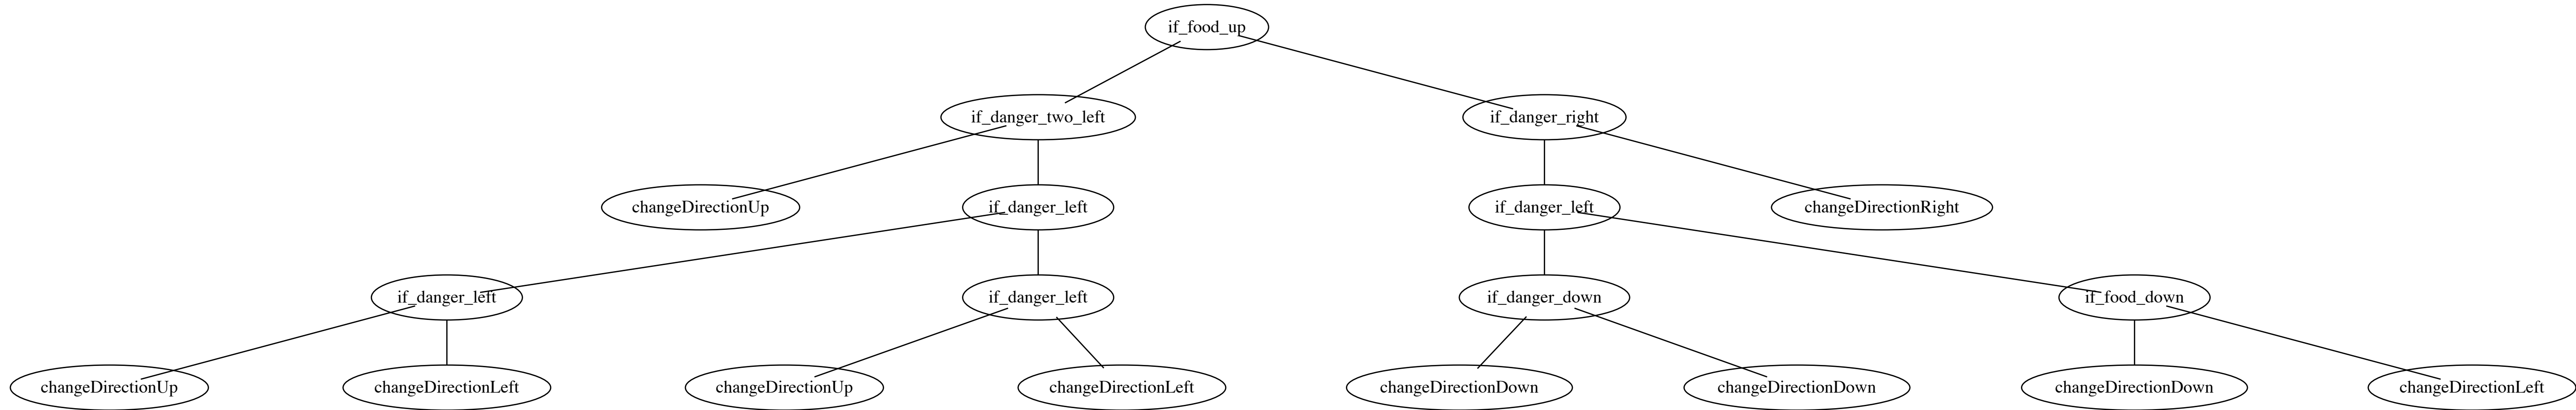 if_food_up
if_danger_two_left
if_danger_right
changeDirectionUp
if_danger_left
if_danger_left
changeDirectionRight
if_danger_left
if_danger_left
if_danger_down
if_food_down
changeDirectionUp
changeDirectionLeft
changeDirectionUp
changeDirectionLeft
changeDirectionDown
changeDirectionDown
changeDirectionDown
changeDirectionLeft